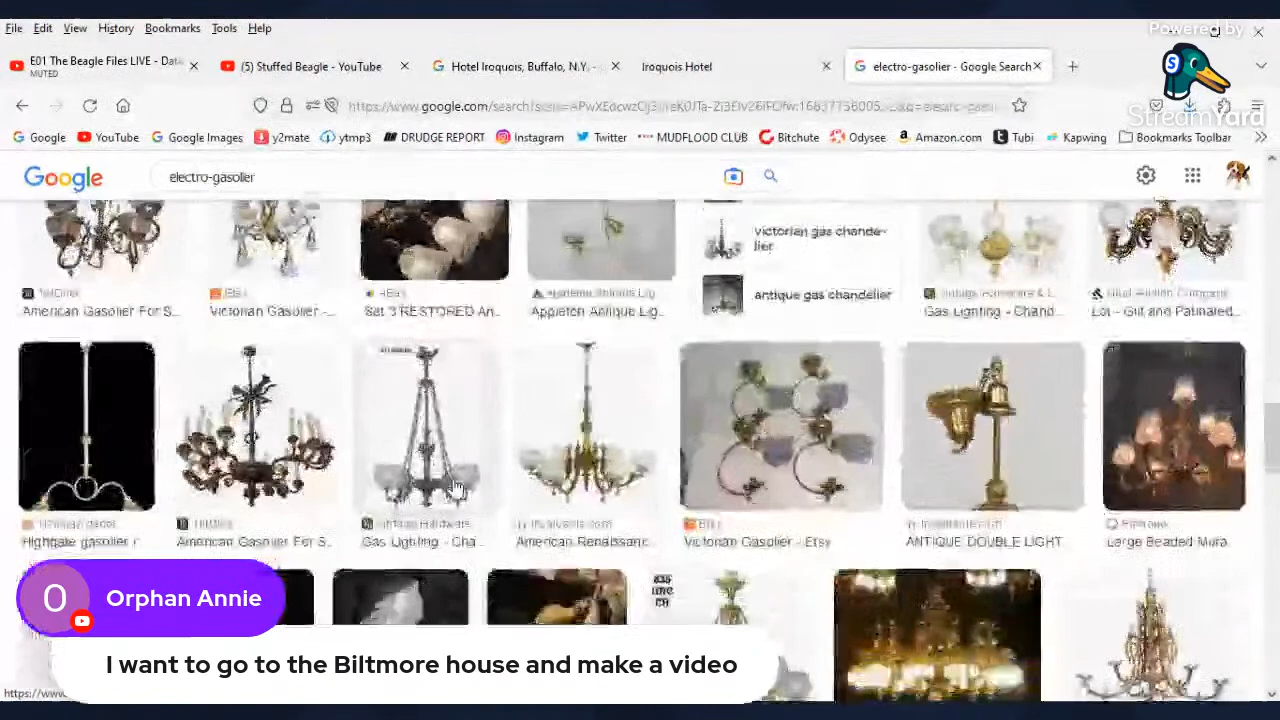 File Edit View History Bookmarks Tools Help
Powered by
StreamYard
E01 The Beagle Files LIVE - Data
MUTED
(5) Stuffed Beagle - YouTube
Hotel Iroquois, Buffalo, N.Y. -
Iroquois Hotel
electro-gasolier - Google Search
Google YouTube Google Images y2mate ytmp3 DRUDGE REPORT Instagram Twitter MUDFLOOD CLUB Bitchute Odysee Amazon.com Tubi Kapwing Bookmarks Toolbar
Google
electro-gasolier
victorian gas chande-
lier
antique gas chandelier
American Gasolier For S...
Victorian Gasolier -...
Set 3 RESTORED An...
Appleton Antique Lig...
Gas Lighting - Chand...
Lot - Gilt and Patinated...
Highgate gasolier
American Gasolier For S...
Gas Lighting - Cha...
American Renaissanc...
Victorian Gasolier - Etsy
ANTIQUE DOUBLE LIGHT
Large Beaded Mura
O
Orphan Annie
I want to go to the Biltmore house and make a video